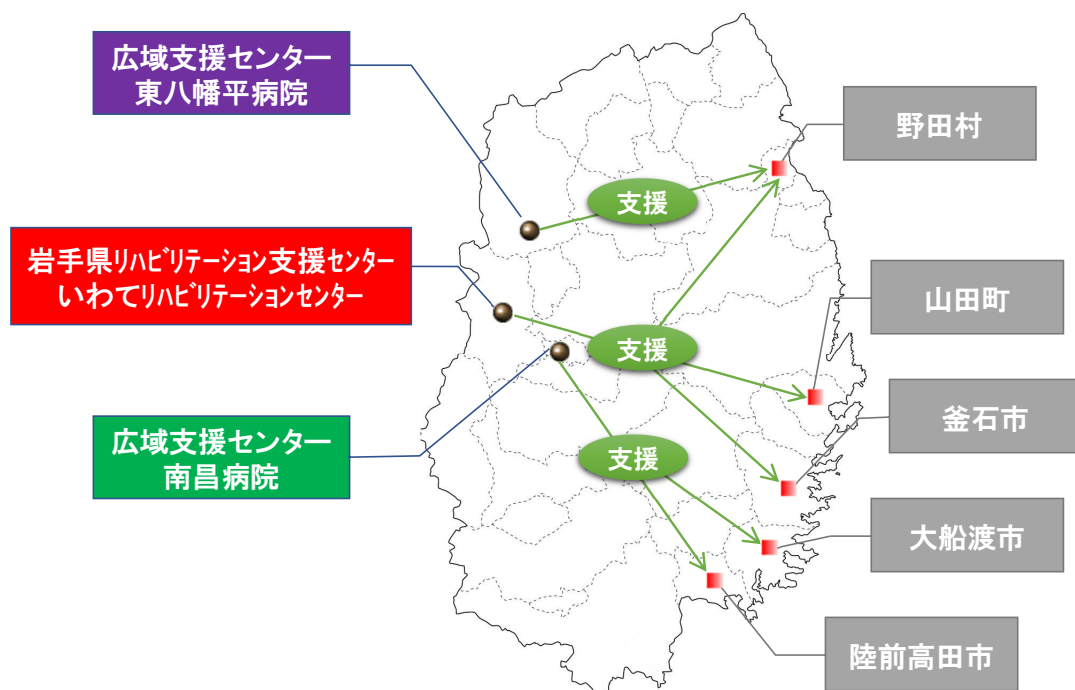 広域支援センター
東八幡平病院
野田村
支援
岩手県ﾘﾊﾋﾞﾘﾃｰｼｮﾝ支援ｾﾝﾀｰ
いわてﾘﾊﾋﾞﾘﾃｰｼｮﾝｾﾝﾀｰ
山田町
支援
釜石市
広域支援センター
南昌病院
支援
大船渡市
陸前高田市